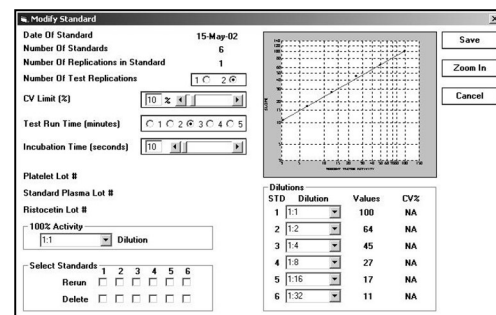 Modify Standard
Date Of Standard 15-May-02
Number Of Standards 6
Number Of Replications in Standard 1
Number Of Test Replications 1 2
CV Limit (%) 10 %
Test Run Time (minutes) 1 2 3 4 5
Incubation Time (seconds) 10
Platelet Lot #
Standard Plasma Lot #
Ristocetin Lot #
100% Activity
1:1 Dilution
Select Standards 1 2 3 4 5 6
Rerun
Delete
Save
Zoom In
Cancel
SLOPE
PERCENT FACTOR ACTIVITY
Dilutions
STD Dilution Values CV%
1 1:1 100 NA
2 1:2 64 NA
3 1:4 45 NA
4 1:8 27 NA
5 1:16 17 NA
6 1:32 11 NA